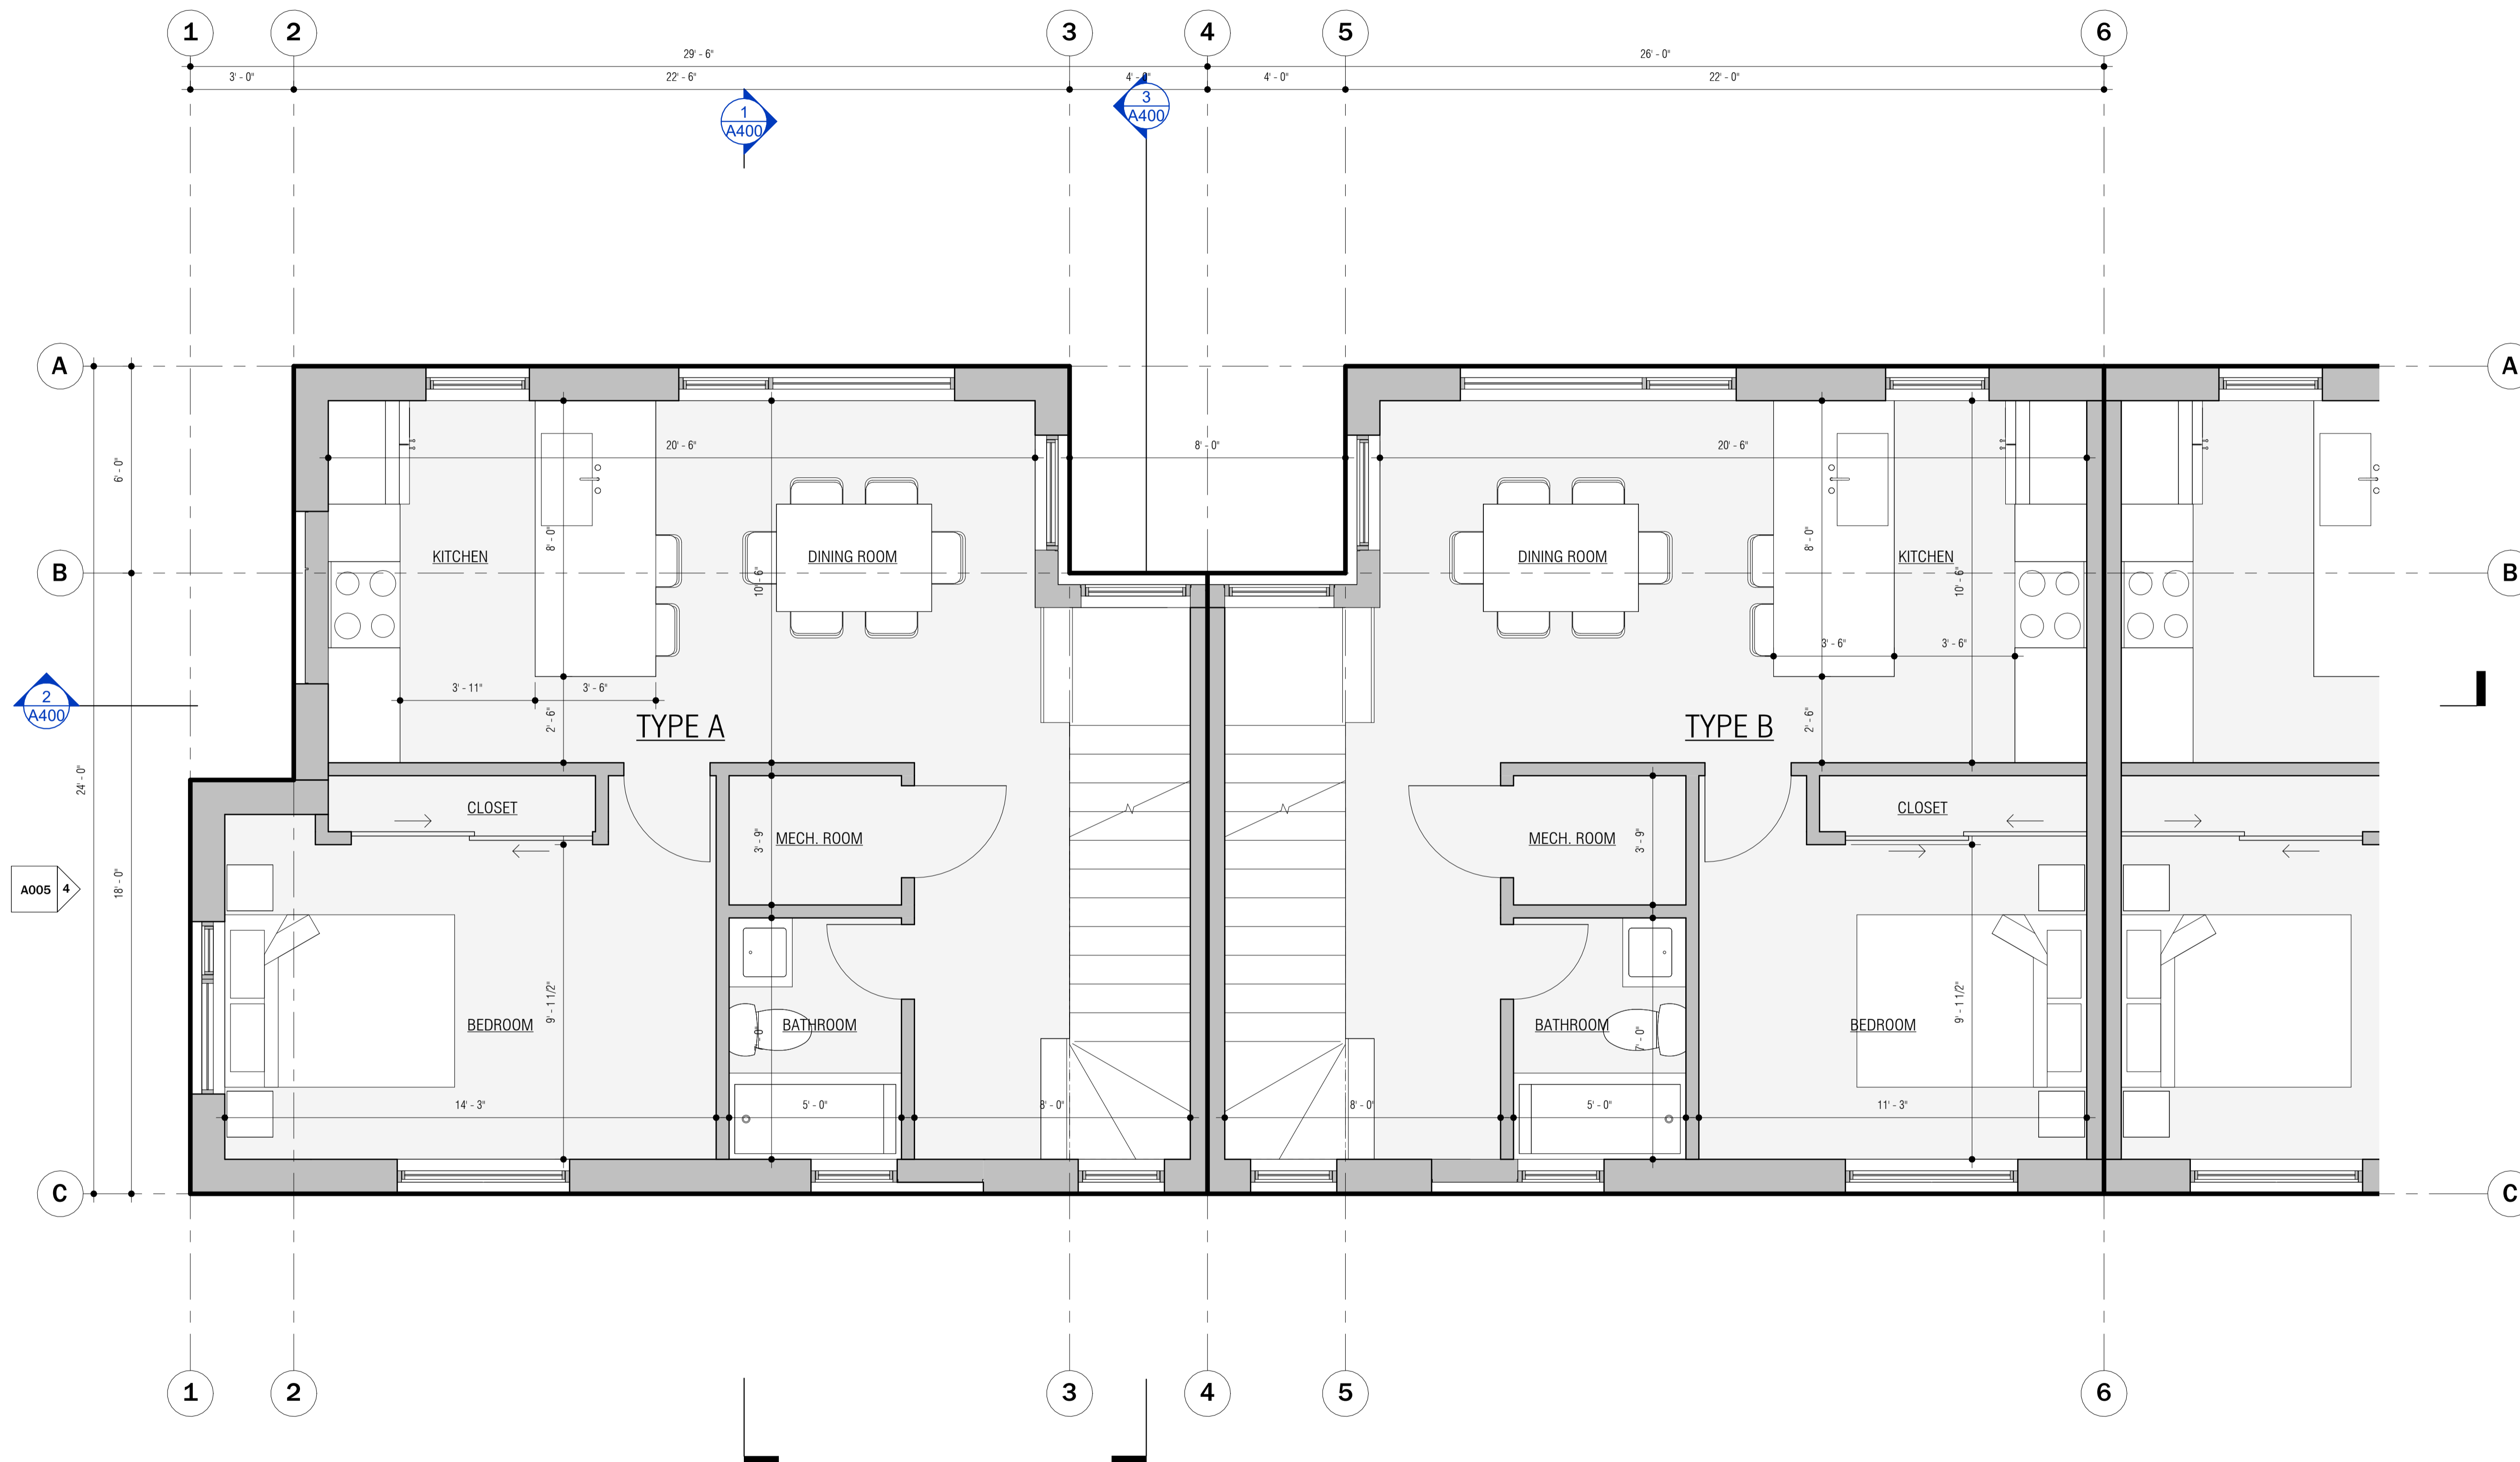 1 2 3 4 5 6
29' - 6" 26' - 0"
3' - 0" 22' - 6" 4' - 0" 4' - 0" 22' - 0"
1
A400
3
A400
A A
20' - 6" 8' - 0" 20' - 6"
6' - 0"
8' - 0" 8' - 0"
KITCHEN DINING ROOM DINING ROOM KITCHEN
10' - 6" 10' - 6"
B B
3' - 6" 3' - 6"
3' - 11" 3' - 6"
2
A400
2' - 6" 2' - 6"
TYPE A TYPE B
24' - 0"
CLOSET CLOSET
MECH. ROOM MECH. ROOM
3' - 9" 3' - 9"
18' - 0"
A005 4
9' - 1 1/2" 9' - 1 1/2"
BEDROOM BATHROOM BATHROOM BEDROOM
7' - 0"
14' - 3" 5' - 0" 8' - 0" 8' - 0" 5' - 0" 11' - 3"
C C
1 2 3 4 5 6